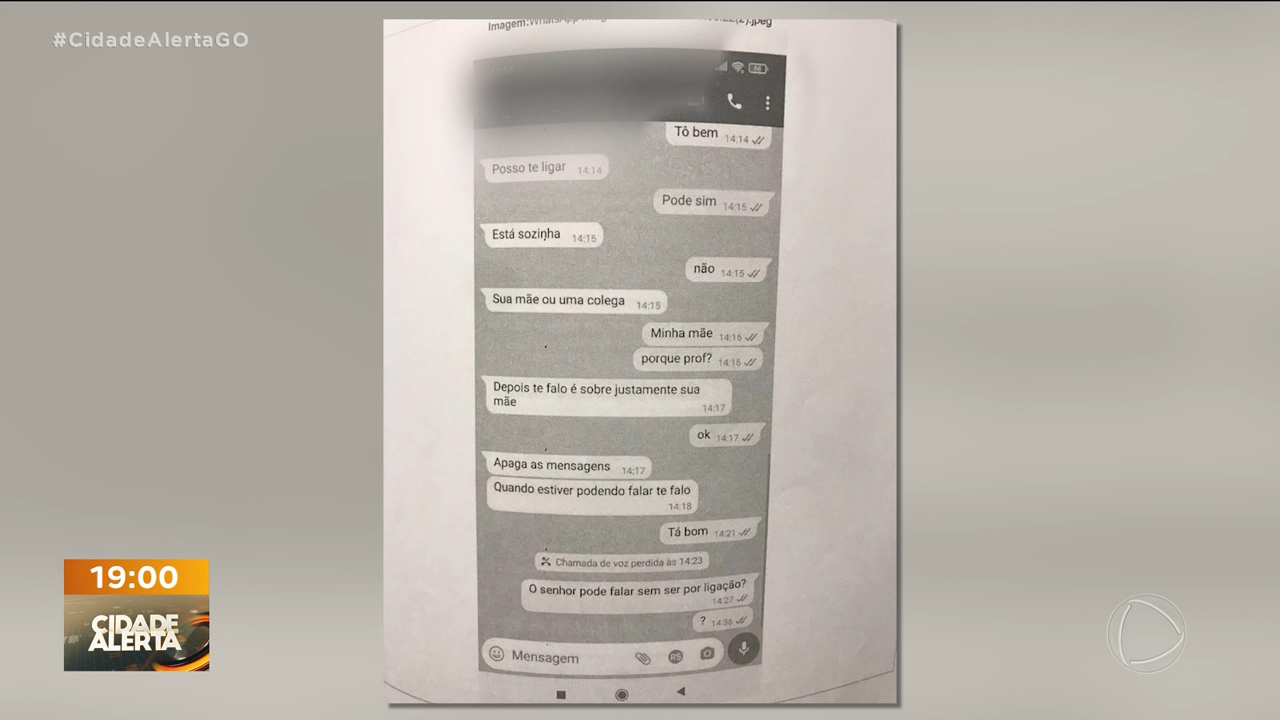 #CidadeAlertaGO
Tô bem 14:14
Posso te ligar 14:14
Pode sim 14:15
Está sozinha 14:15
não 14:15
Sua mãe ou uma colega 14:15
Minha mãe 14:16
porque prof? 14:16
Depois te falo é sobre justamente sua
mãe 14:17
ok 14:17
Apaga as mensagens 14:17
Quando estiver podendo falar te falo
14:18
Tá bom 14:21
Chamada de voz perdida às 14:23
O senhor pode falar sem ser por ligação?
14:27
? 14:36
Mensagem
R$
19:00
CIDADE
ALERTA